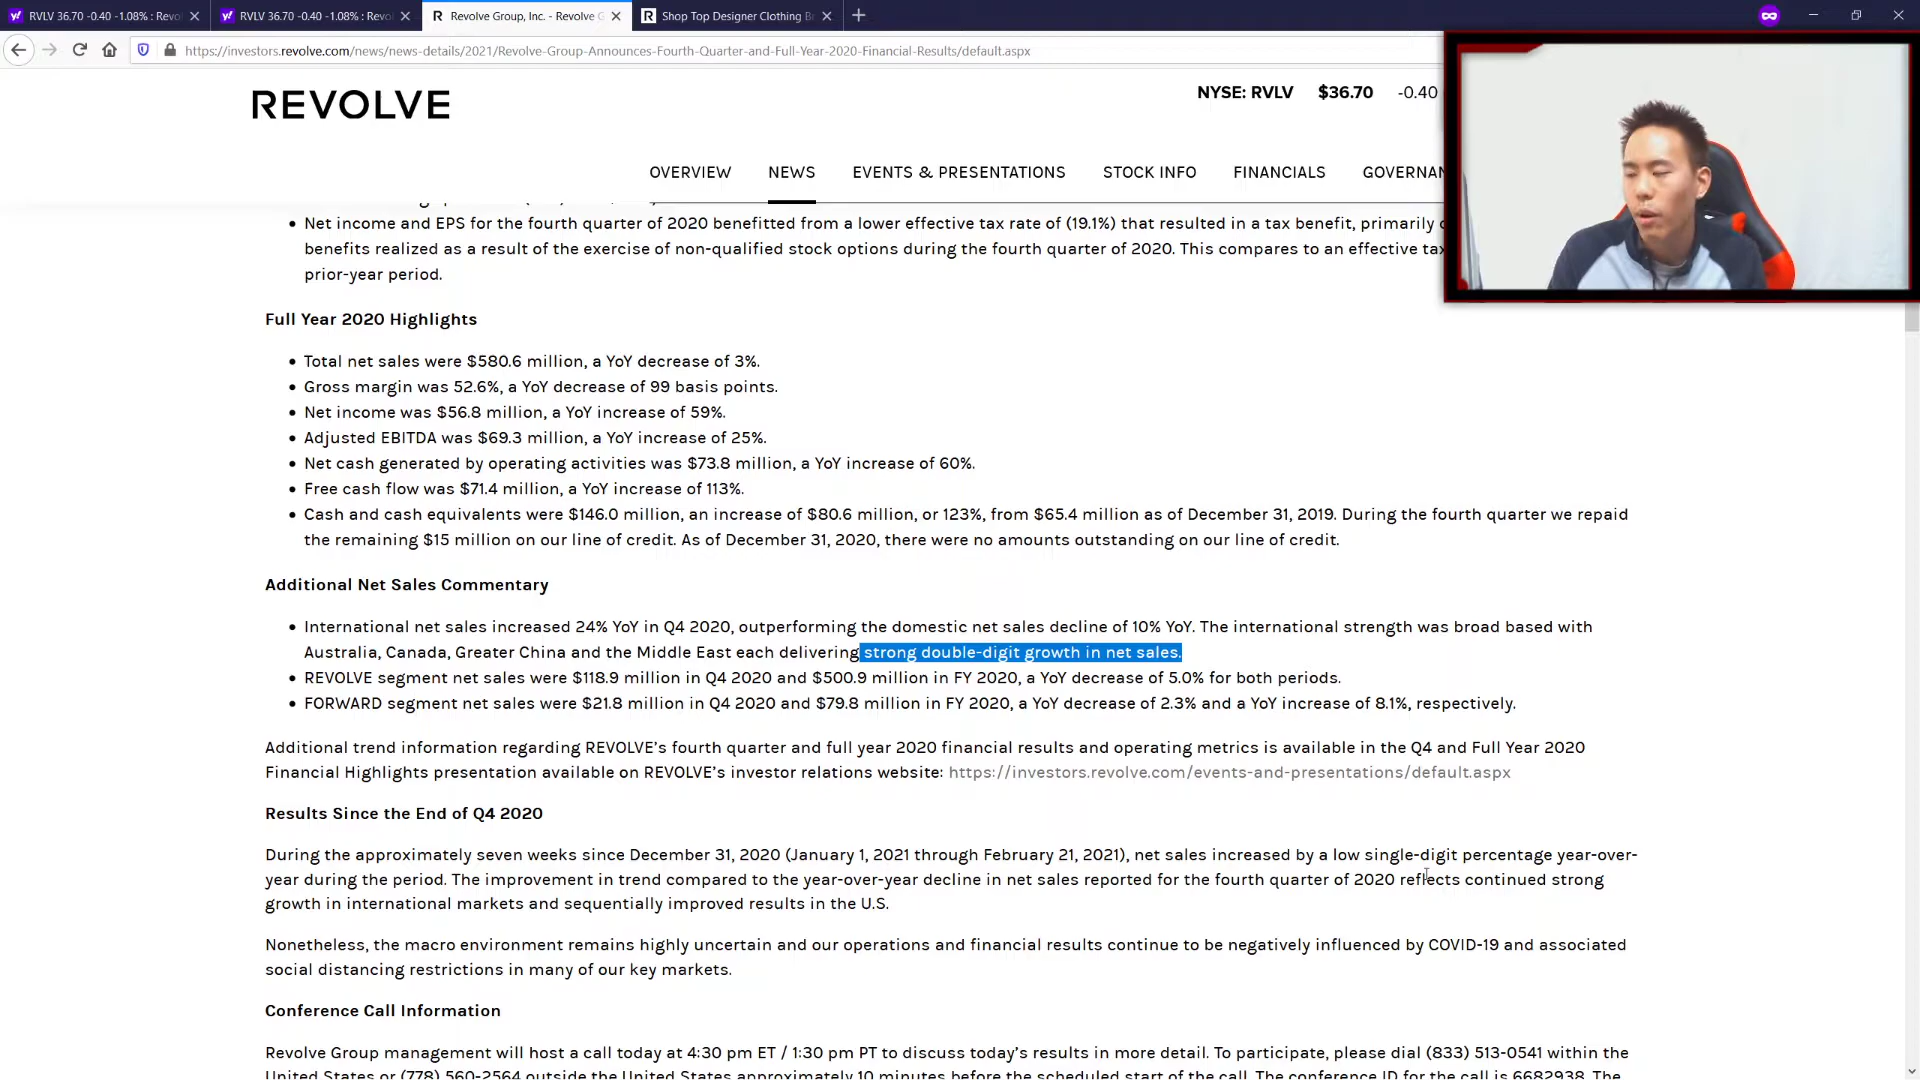 RVLV 36.70 -0.40 -1.08% : Revo
RVLV 36.70 -0.40 -1.08% : Revo
Revolve Group, Inc. - Revolve G
Shop Top Designer Clothing B
https://investors.revolve.com/news/news-details/2021/Revolve-Group-Announces-Fourth-Quarter-and-Full-Year-2020-Financial-Results/default.aspx
REVOLVE
NYSE: RVLV $36.70 -0.40
OVERVIEW NEWS EVENTS & PRESENTATIONS STOCK INFO FINANCIALS GOVERNAN
Net income and EPS for the fourth quarter of 2020 benefitted from a lower effective tax rate of (19.1%) that resulted in a tax benefit, primarily
benefits realized as a result of the exercise of non-qualified stock options during the fourth quarter of 2020. This compares to an effective tax
prior-year period.
Full Year 2020 Highlights
Total net sales were $580.6 million, a YoY decrease of 3%.
Gross margin was 52.6%, a YoY decrease of 99 basis points.
Net income was $56.8 million, a YoY increase of 59%.
Adjusted EBITDA was $69.3 million, a YoY increase of 25%.
Net cash generated by operating activities was $73.8 million, a YoY increase of 60%.
Free cash flow was $71.4 million, a YoY increase of 113%.
Cash and cash equivalents were $146.0 million, an increase of $80.6 million, or 123%, from $65.4 million as of December 31, 2019. During the fourth quarter we repaid
the remaining $15 million on our line of credit. As of December 31, 2020, there were no amounts outstanding on our line of credit.
Additional Net Sales Commentary
International net sales increased 24% YoY in Q4 2020, outperforming the domestic net sales decline of 10% YoY. The international strength was broad based with
Australia, Canada, Greater China and the Middle East each delivering strong double-digit growth in net sales.
REVOLVE segment net sales were $118.9 million in Q4 2020 and $500.9 million in FY 2020, a YoY decrease of 5.0% for both periods.
FORWARD segment net sales were $21.8 million in Q4 2020 and $79.8 million in FY 2020, a YoY decrease of 2.3% and a YoY increase of 8.1%, respectively.
Additional trend information regarding REVOLVE's fourth quarter and full year 2020 financial results and operating metrics is available in the Q4 and Full Year 2020
Financial Highlights presentation available on REVOLVE's investor relations website: https://investors.revolve.com/events-and-presentations/default.aspx
Results Since the End of Q4 2020
During the approximately seven weeks since December 31, 2020 (January 1, 2021 through February 21, 2021), net sales increased by a low single-digit percentage year-over-
year during the period. The improvement in trend compared to the year-over-year decline in net sales reported for the fourth quarter of 2020 reflects continued strong
growth in international markets and sequentially improved results in the U.S.
Nonetheless, the macro environment remains highly uncertain and our operations and financial results continue to be negatively influenced by COVID-19 and associated
social distancing restrictions in many of our key markets.
Conference Call Information
Revolve Group management will host a call today at 4:30 pm ET / 1:30 pm PT to discuss today's results in more detail. To participate, please dial (833) 513-0541 within the
United States or (778) 560-2564 outside the United States approximately 10 minutes before the scheduled start of the call. The conference ID for the call is 6682938. The